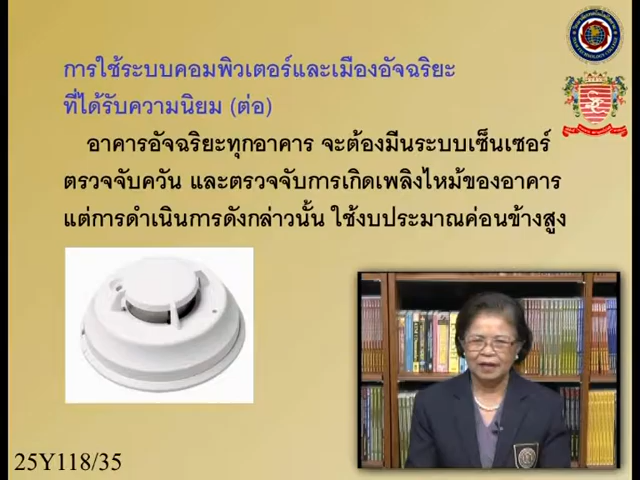 การใช้ระบบคอมพิวเตอร์และเมืองอัจฉริยะ
ที่ได้รับความนิยม (ต่อ)
อาคารอัจฉริยะทุกอาคาร จะต้องมีนระบบเซ็นเซอร์
ตรวจจับควัน และตรวจจับการเกิดเพลิงไหม้ของอาคาร
แต่การดำเนินการดังกล่าวนั้น ใช้งบประมาณค่อนข้างสูง
25Y118/35